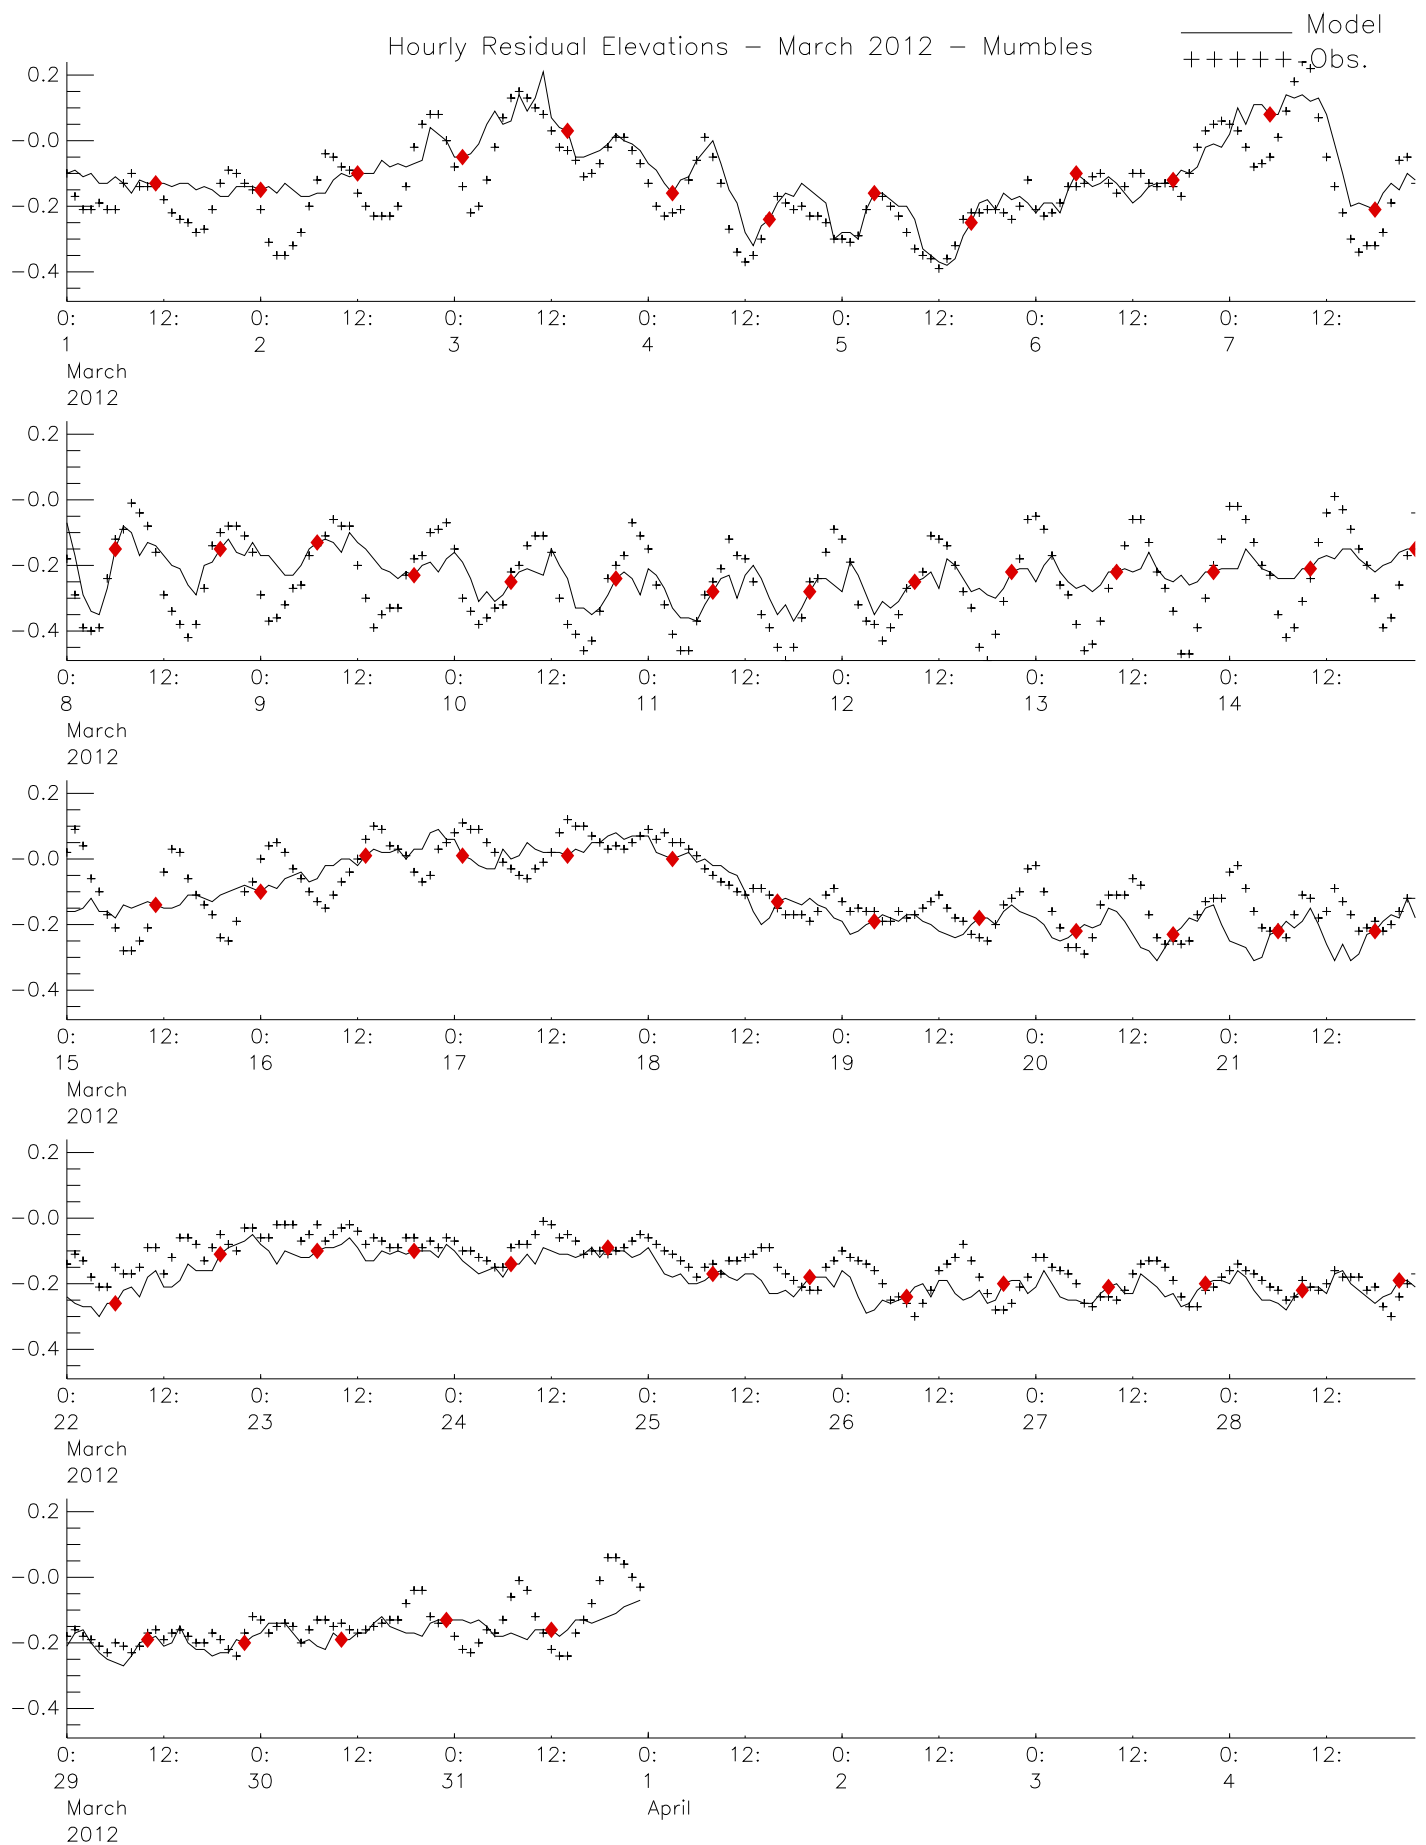 Model
Hourly Residual Elevations − March 2012 − Mumbles
+++++ Obs.
0.2
−0.0
−0.2
−0.4
0: 12: 0: 12: 0: 12: 0: 12: 0: 12: 0: 12: 0: 12:
1 2 3 4 5 6 7
March
2012
0.2
−0.0
−0.2
−0.4
0: 12: 0: 12: 0: 12: 0: 12: 0: 12: 0: 12: 0: 12:
8 9 10 11 12 13 14
March
2012
0.2
−0.0
−0.2
−0.4
0: 12: 0: 12: 0: 12: 0: 12: 0: 12: 0: 12: 0: 12:
15 16 17 18 19 20 21
March
2012
0.2
−0.0
−0.2
−0.4
0: 12: 0: 12: 0: 12: 0: 12: 0: 12: 0: 12: 0: 12:
22 23 24 25 26 27 28
March
2012
0.2
−0.0
−0.2
−0.4
0: 12: 0: 12: 0: 12: 0: 12: 0: 12: 0: 12: 0: 12:
29 30 31 1 2 3 4
March April
2012